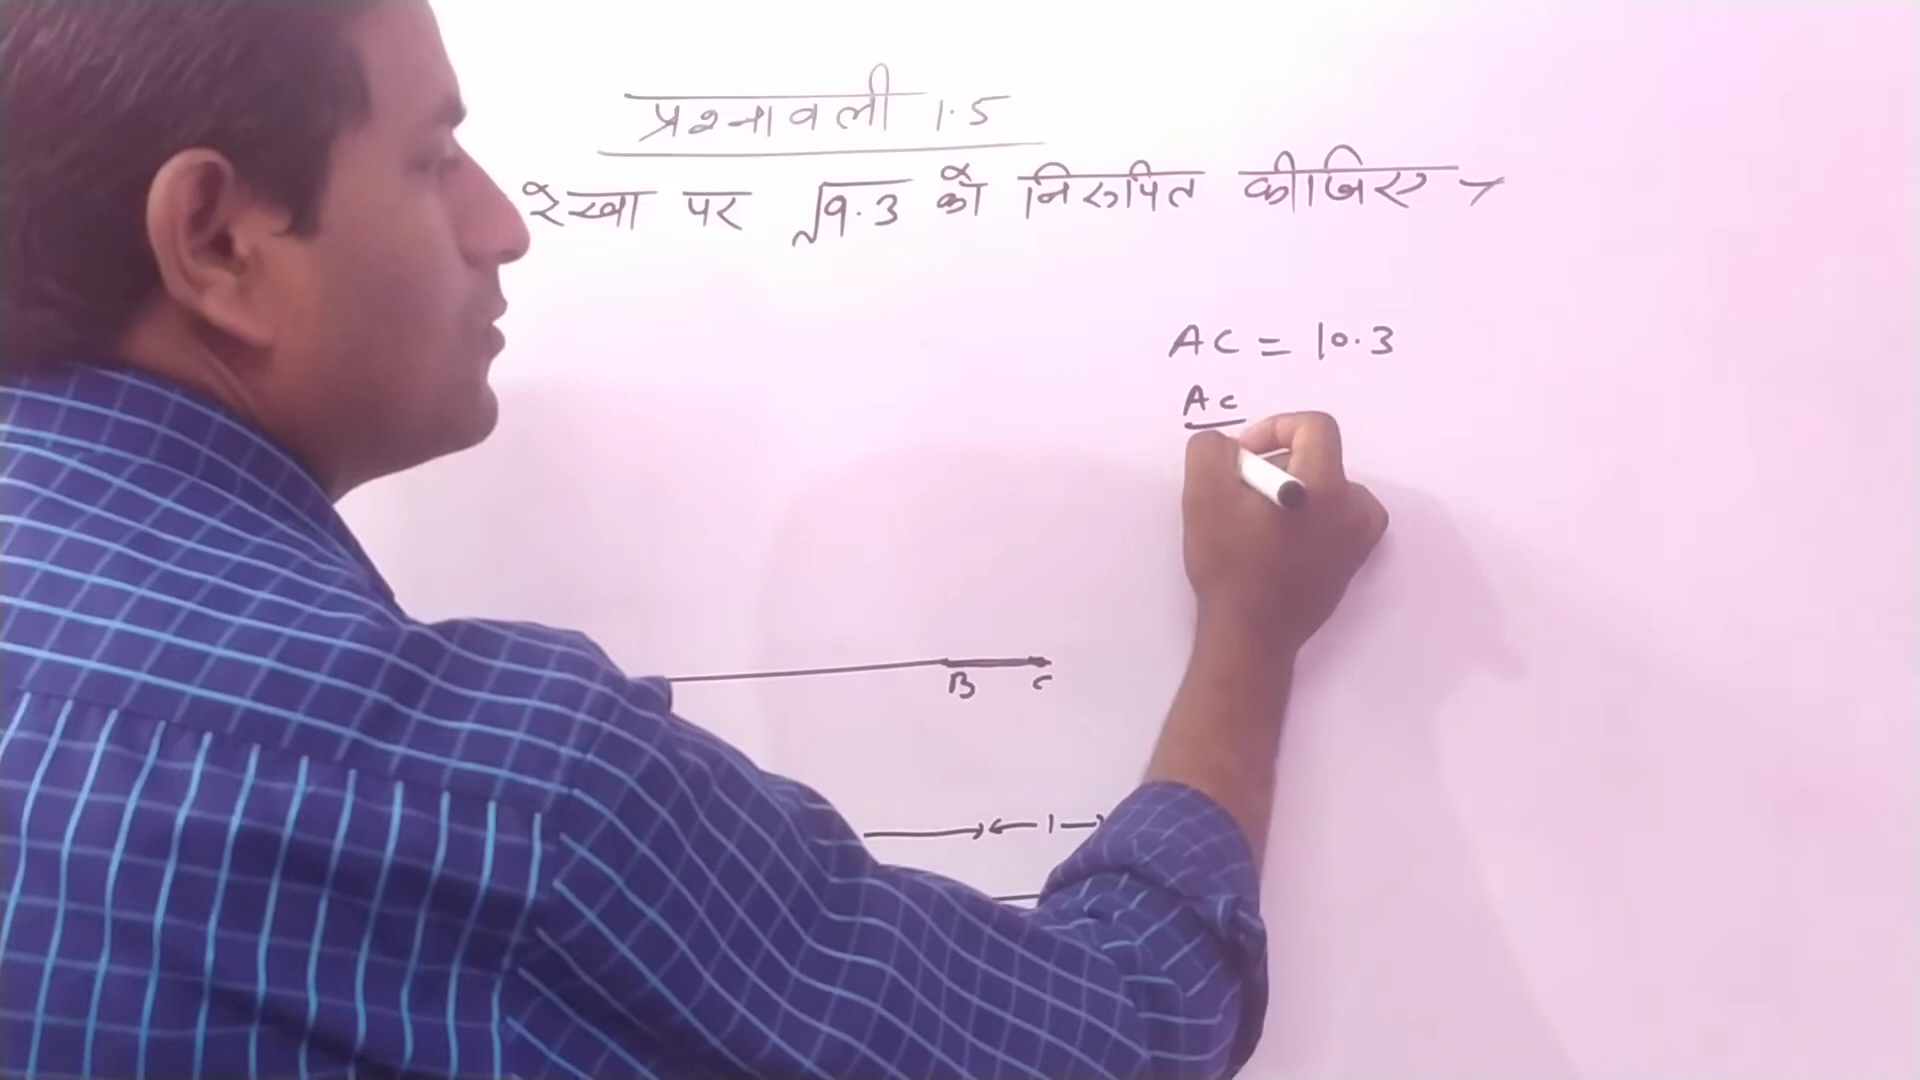 प्रश्नावली 1.5
रेखा पर √9.3 को निरुपित कीजिए
AC = 10.3
AC
B C
1